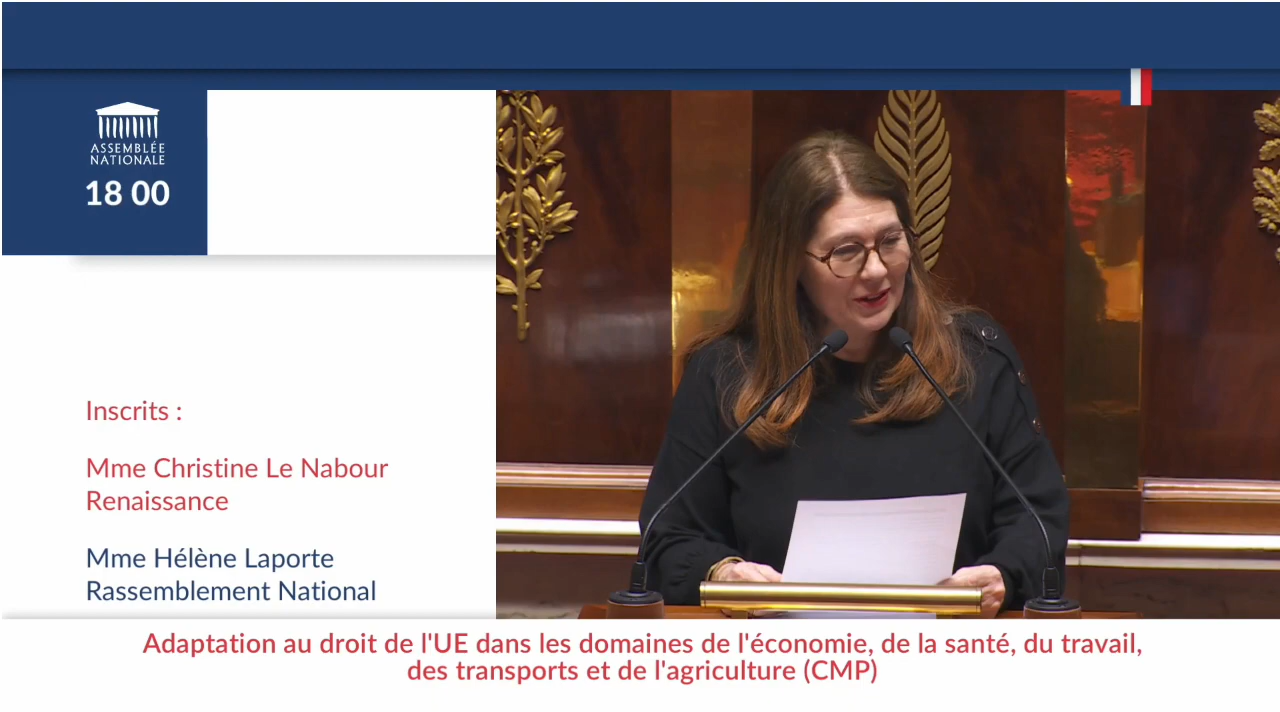 ASSEMBLÉE
NATIONALE
18 00
Inscrits :
Mme Christine Le Nabour
Renaissance
Mme Hélène Laporte
Rassemblement National
Adaptation au droit de l'UE dans les domaines de l'économie, de la santé, du travail,
des transports et de l'agriculture (CMP)